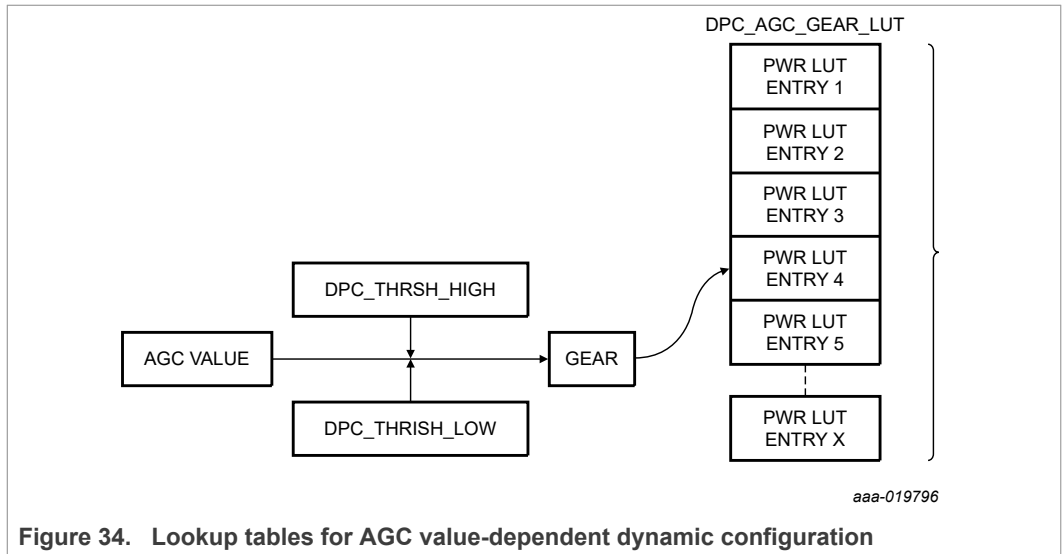 DPC_AGC_GEAR_LUT
PWR LUT
ENTRY 1
PWR LUT
ENTRY 2
PWR LUT
ENTRY 3
PWR LUT
ENTRY 4
PWR LUT
ENTRY 5
PWR LUT
ENTRY X
DPC_THRSH_HIGH
AGC VALUE
GEAR
DPC_THRISH_LOW
aaa-019796
Figure 34. Lookup tables for AGC value-dependent dynamic configuration